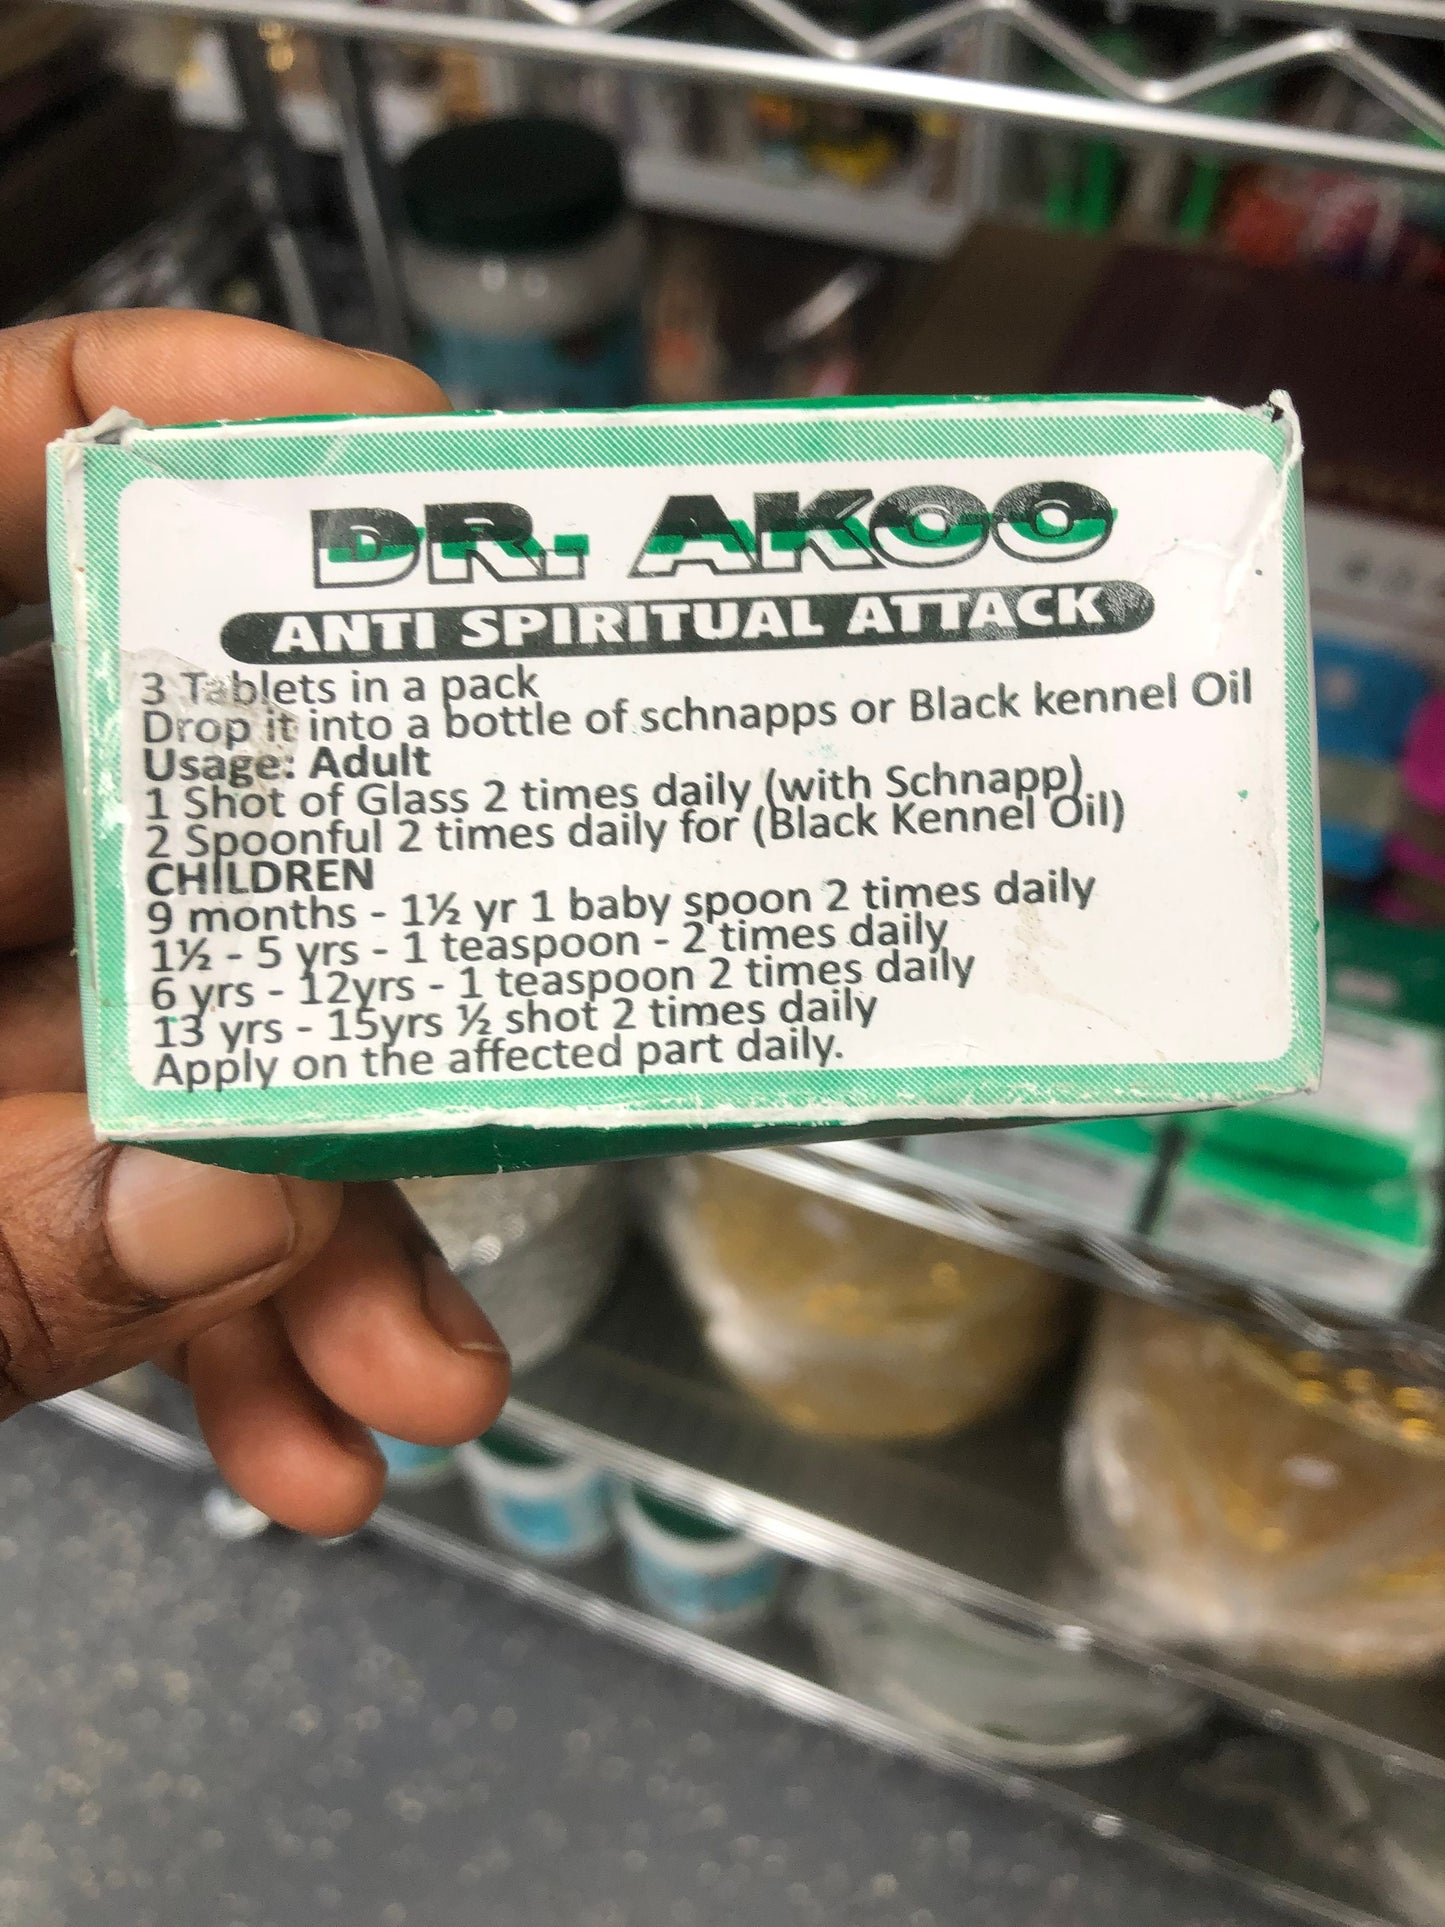 DR. AKOO
ANTI SPIRITUAL ATTACK
3 Tablets in a pack
Drop it into a bottle of schnapps or Black kennel Oil
Usage: Adult
1 Shot of Glass 2 times daily (with Schnapp)
2 Spoonful 2 times daily for (Black Kennel Oil)
CHILDREN
9 months - 1½ yr 1 baby spoon 2 times daily
1½ - 5 yrs - 1 teaspoon - 2 times daily
6 yrs - 12yrs - 1 teaspoon 2 times daily
13 yrs - 15yrs ½ shot 2 times daily
Apply on the affected part daily.